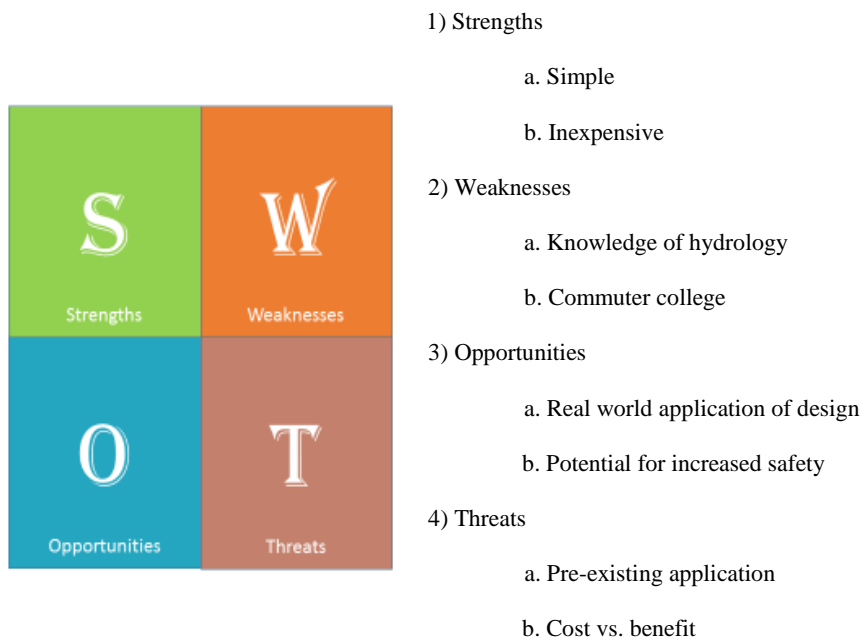 S
Strengths
W
Weaknesses
O
Opportunities
T
Threats
1) Strengths
a. Simple
b. Inexpensive
2) Weaknesses
a. Knowledge of hydrology
b. Commuter college
3) Opportunities
a. Real world application of design
b. Potential for increased safety
4) Threats
a. Pre-existing application
b. Cost vs. benefit